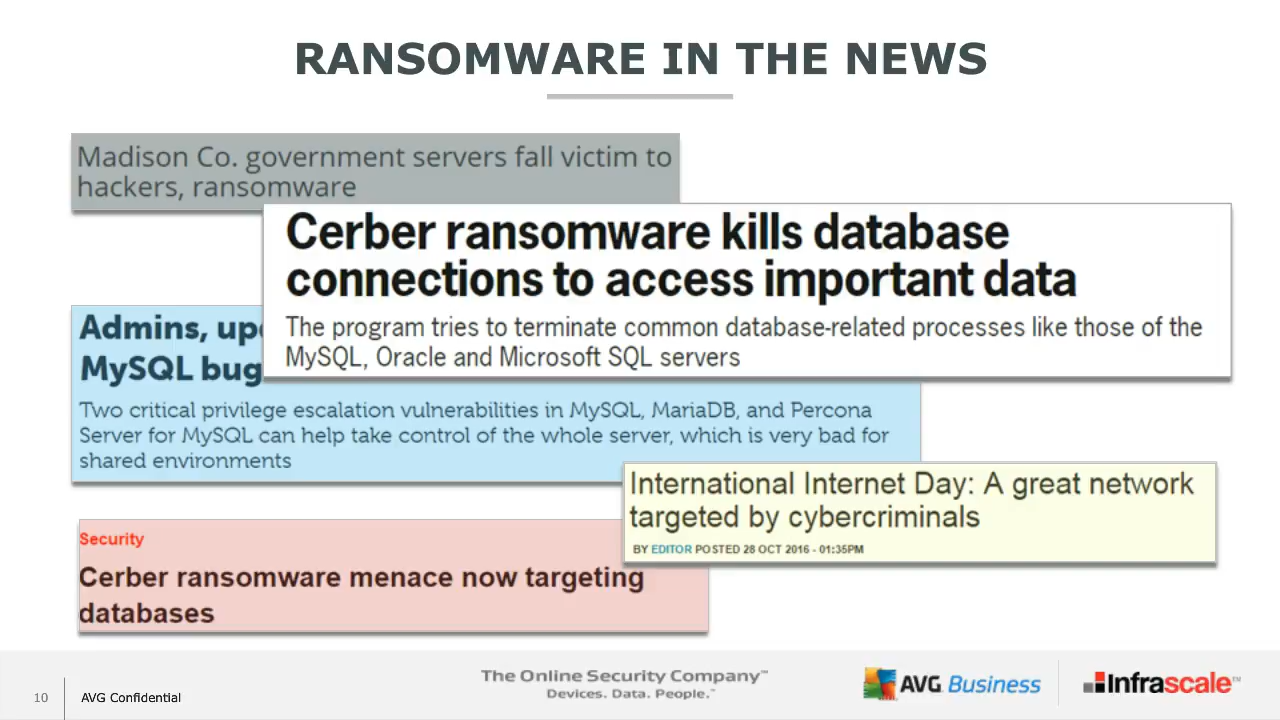 RANSOMWARE IN THE NEWS
Madison Co. government servers fall victim to
hackers, ransomware
Cerber ransomware kills database
connections to access important data
The program tries to terminate common database-related processes like those of the
MySQL, Oracle and Microsoft SQL servers
Admins,
MySQL bug
Two critical privilege escalation vulnerabilities in MySQL, MariaDB, and Percona
Server for MySQL can help take control of the whole server, which is very bad for
shared environments
International Internet Day: A great network
targeted by cybercriminals
BY EDITOR POSTED 28 OCT 2016 - 01:35PM
Security
Cerber ransomware menace now targeting
databases
10
AVG Confidential
The Online Security Company™
Devices. Data. People.™
AVG Business
Infrascale™